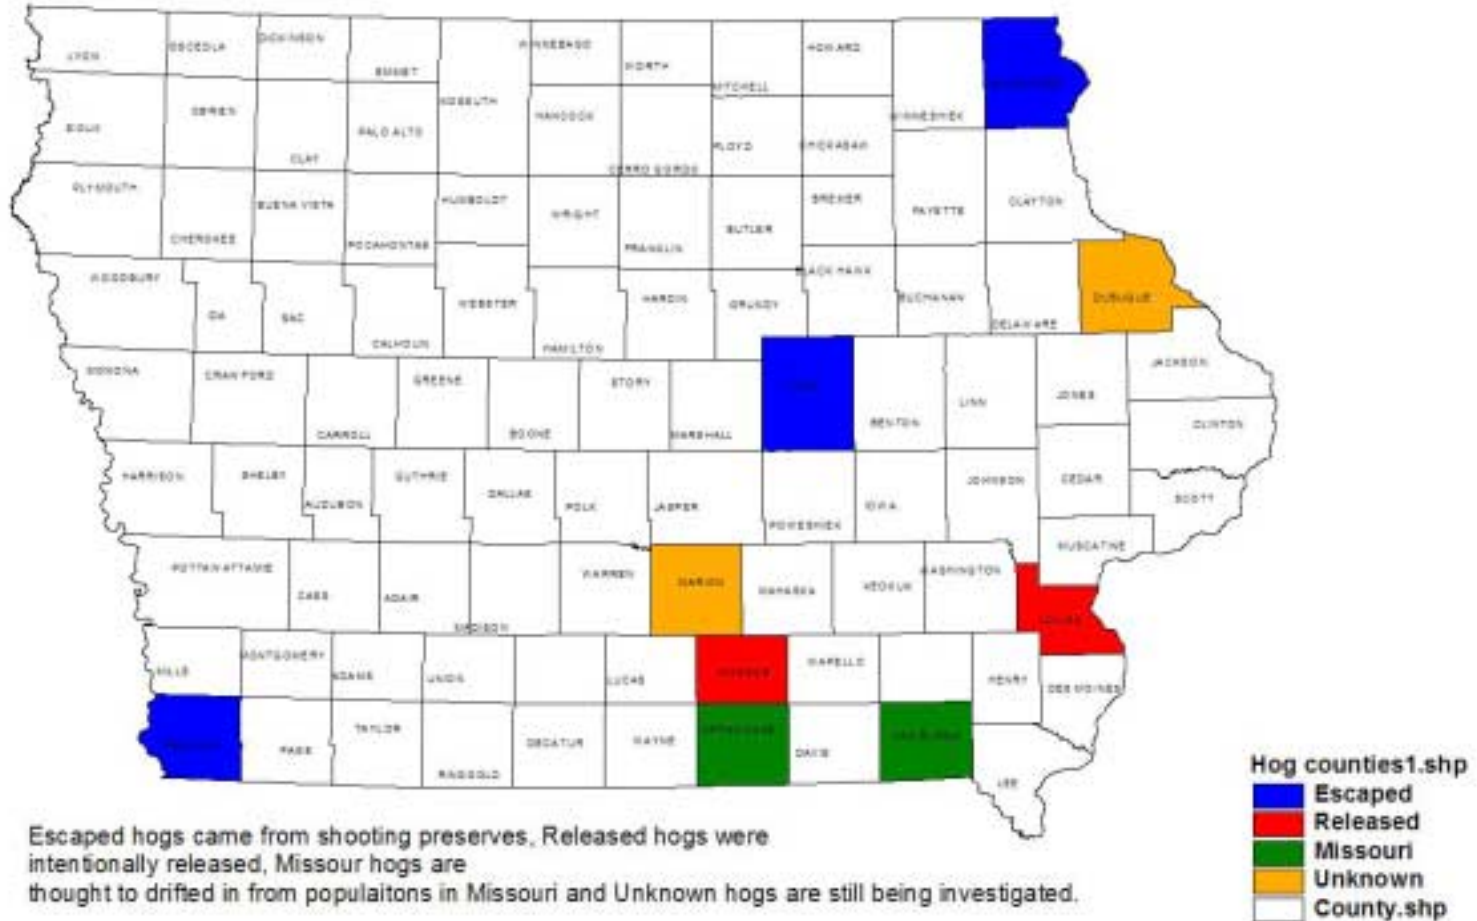 LYON
OSCEOLA
DICKINSON
EMMET
WINNEBAGO
WORTH
MITCHELL
HOWARD
WINNESHIEK
KOSSUTH
HANCOCK
SIOUX
OBRIEN
CLAY
PALO ALTO
CERRO GORDO
FLOYD
CHICKASAW
PLYMOUTH
CHEROKEE
BUENA VISTA
POCAHONTAS
HUMBOLDT
WRIGHT
FRANKLIN
BUTLER
BREMER
FAYETTE
CLAYTON
WOODBURY
IDA
SAC
CALHOUN
WEBSTER
HAMILTON
HARDIN
GRUNDY
BLACK HAWK
BUCHANAN
DELAWARE
DUBUQUE
MONONA
CRAWFORD
CARROLL
GREENE
BOONE
STORY
MARSHALL
BENTON
LINN
JONES
JACKSON
CLINTON
HARRISON
SHELBY
AUDUBON
GUTHRIE
DALLAS
POLK
JASPER
POWESHIEK
IOWA
JOHNSON
CEDAR
SCOTT
MUSCATINE
POTTAWATTAMIE
CASS
ADAIR
MADISON
WARREN
MARION
MAHASKA
KEOKUK
WASHINGTON
LOUISA
MILLS
MONTGOMERY
ADAMS
UNION
LUCAS
WAPELLO
HENRY
DES MOINES
PAGE
TAYLOR
RINGGOLD
DECATUR
WAYNE
DAVIS
LEE
Hog counties1.shp
Escaped
Released
Missouri
Unknown
County.shp
Escaped hogs came from shooting preserves, Released hogs were
intentionally released, Missour hogs are
thought to drifted in from populaitons in Missouri and Unknown hogs are still being investigated.